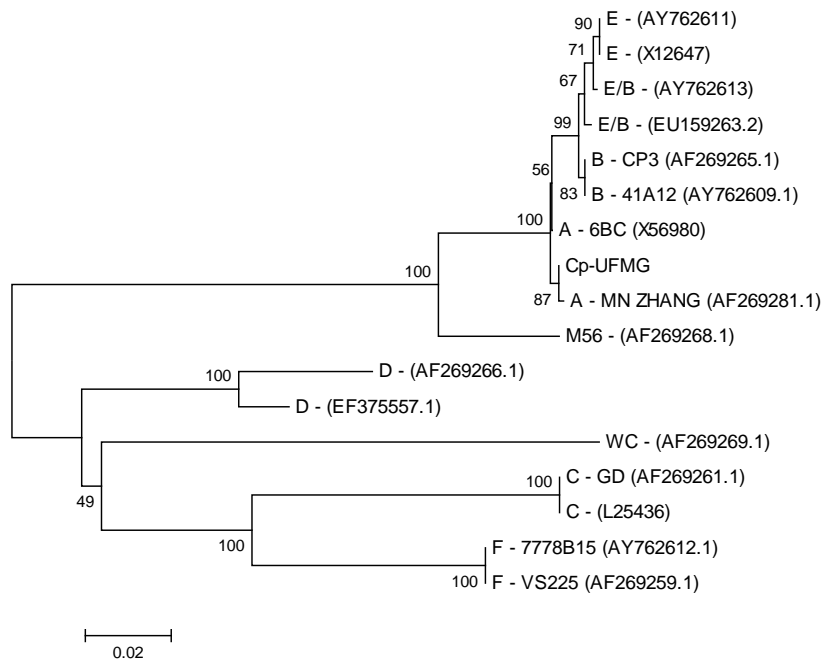 90
E - (AY762611)
71
E - (X12647)
67
E/B - (AY762613)
99
E/B - (EU159263.2)
B - CP3 (AF269265.1)
56
83
B - 41A12 (AY762609.1)
100
A - 6BC (X56980)
100
Cp-UFMG
87
A - MN ZHANG (AF269281.1)
M56 - (AF269268.1)
100
D - (AF269266.1)
D - (EF375557.1)
WC - (AF269269.1)
100
C - GD (AF269261.1)
49
C - (L25436)
100
F - 7778B15 (AY762612.1)
100
F - VS225 (AF269259.1)
0.02